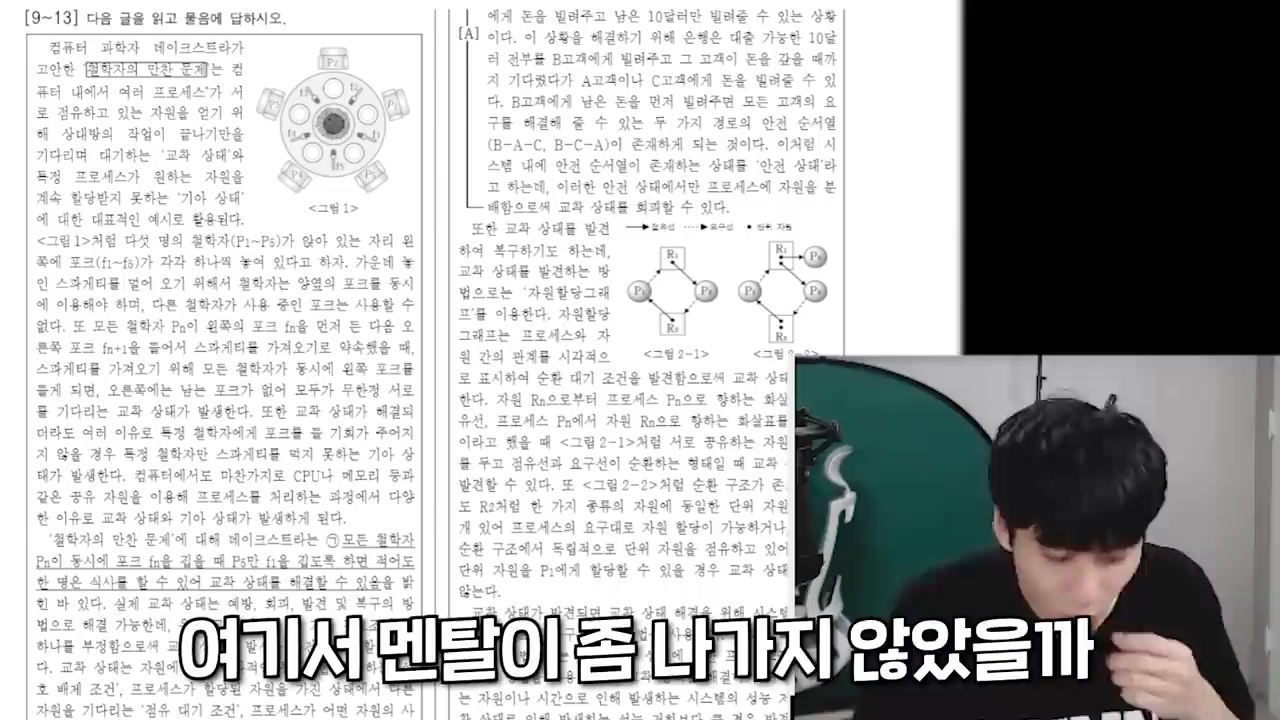 [9~13] 다음 글을 읽고 물음에 답하시오.
컴퓨터 과학자 데이크스트라가
고안한 '철학자의 만찬 문제'는 컴
퓨터 내에서 여러 프로세스가 서
로 점유하고 있는 자원을 얻기 위
해 상대방의 작업이 끝나기만을
기다리며 대기하는 '교착 상태'와
특정 프로세스가 원하는 자원을
계속 할당받지 못하는 '기아 상태'
에 대한 대표적인 예시로 활용된다.
<그림 1>
<그림 1>처럼 다섯 명의 철학자(P1~P5)가 앉아 있는 자리 왼
쪽에 포크(f1~f5)가 각각 하나씩 놓여 있다고 하자. 가운데 놓
인 스파게티를 덜어 오기 위해서 철학자는 양옆의 포크를 동시
에 이용해야 하며, 다른 철학자가 사용 중인 포크는 사용할 수
없다. 또 모든 철학자 Pn이 왼쪽의 포크 fn을 먼저 든 다음 오
른쪽 포크 fn+1을 들어서 스파게티를 가져오기로 약속했을 때,
스파게티를 가져오기 위해 모든 철학자가 동시에 왼쪽 포크를
들게 되면, 오른쪽에는 남는 포크가 없어 모두가 무한정 서로
를 기다리는 교착 상태가 발생한다. 또한 교착 상태가 해결되
더라도 여러 이유로 특정 철학자에게 포크를 들 기회가 주어지
지 않을 경우 특정 철학자만 스파게티를 먹지 못하는 기아 상
태가 발생한다. 컴퓨터에서도 마찬가지로 CPU나 메모리 등과
같은 공유 자원을 이용해 프로세스를 처리하는 과정에서 다양
한 이유로 교착 상태와 기아 상태가 발생하게 된다.
'철학자의 만찬 문제'에 대해 데이크스트라는 ㉠모든 철학자
Pn이 동시에 포크 fn을 집을 때 P5만 f1을 집도록 하면 적어도
한 명은 식사를 할 수 있어 교착 상태를 해결할 수 있음을 밝
힌 바 있다. 실제 교착 상태는 예방, 회피, 발견 및 복구의 방
법으로 해결 가능한데,
하나를 부정함으로써 교
다. 교착 상태는 자원에
호 배제 조건', 프로세스가 할당된 자원을 가진 상태에서 다른
자원을 기다리는 '점유 대기 조건', 프로세스가 어떤 자원의 사
[A]
에게 돈을 빌려주고 남은 10달러만 빌려줄 수 있는 상황
이다. 이 상황을 해결하기 위해 은행은 대출 가능한 10달
러 전부를 B고객에게 빌려주고 그 고객이 돈을 갚을 때까
지 기다렸다가 A고객이나 C고객에게 돈을 빌려줄 수 있
다. B고객에게 남은 돈을 먼저 빌려주면 모든 고객의 요
구를 해결해 줄 수 있는 두 가지 경로의 안전 순서열
(B-A-C, B-C-A)이 존재하게 되는 것이다. 이처럼 시
스템 내에 안전 순서열이 존재하는 상태를 '안전 상태'라
고 하는데, 이러한 안전 상태에서만 프로세스에 자원을 분
배함으로써 교착 상태를 회피할 수 있다.
점유선 요구선 단위 자원
또한 교착 상태를 발견
하여 복구하기도 하는데,
교착 상태를 발견하는 방
법으로는 '자원할당그래
프'를 이용한다. 자원할당
그래프는 프로세스와 자
원 간의 관계를 시각적으
<그림 2-1> <그림 2-2>
로 표시하여 순환 대기 조건을 발견함으로써 교착 상태
한다. 자원 Rn으로부터 프로세스 Pn으로 향하는 화살
유선, 프로세스 Pn에서 자원 Rn으로 향하는 화살표를
이라고 했을 때 <그림 2-1>처럼 서로 공유하는 자원
를 두고 점유선과 요구선이 순환하는 형태일 때 교착
발견할 수 있다. 또 <그림 2-2>처럼 순환 구조가 존
도 R2처럼 한 가지 종류의 자원에 동일한 단위 자원
개 있어 프로세스의 요구대로 자원 할당이 가능하거나
순환 구조에서 독립적으로 단위 자원을 점유하고 있어
단위 자원을 P1에게 할당할 수 있을 경우 교착 상태
않는다.
교착 상태가 발견되면 교착 상태 해결을 위해 시스템
는 자원이나 시간으로 인해 발생하는 시스템의 성능 저
여기서 멘탈이 좀 나가지 않았을까